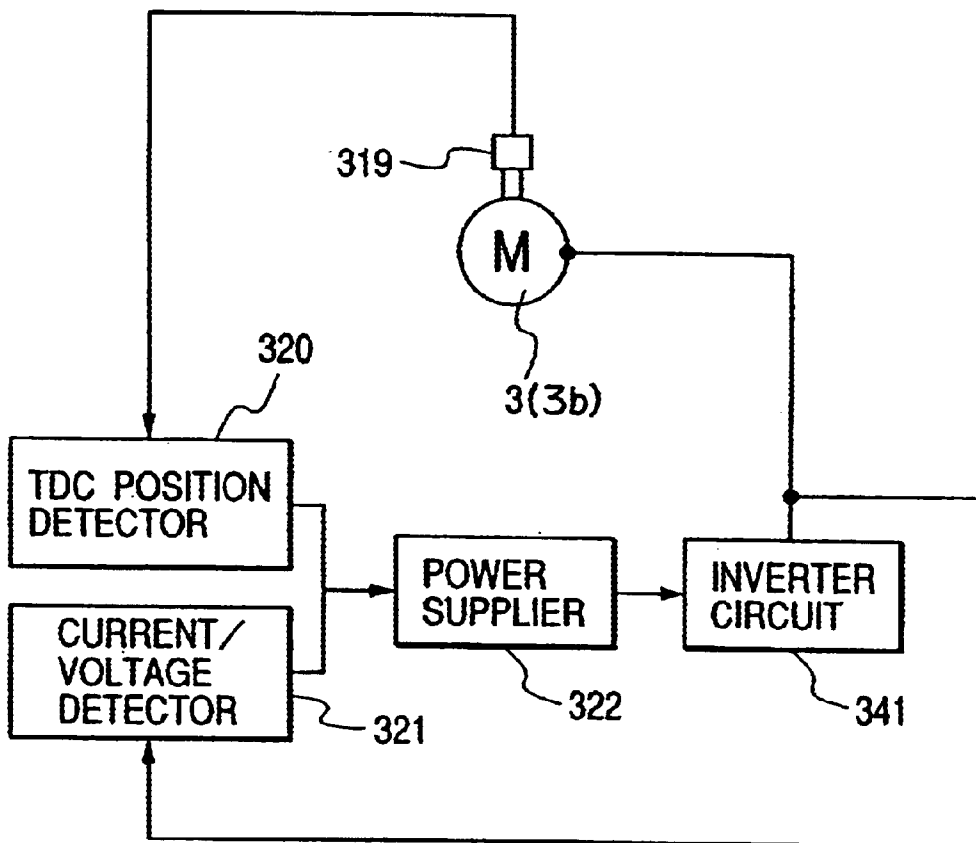 319
M
3(3b)
320
TDC POSITION
DETECTOR
POWER
SUPPLIER
INVERTER
CIRCUIT
CURRENT/
VOLTAGE
DETECTOR
321
322
341